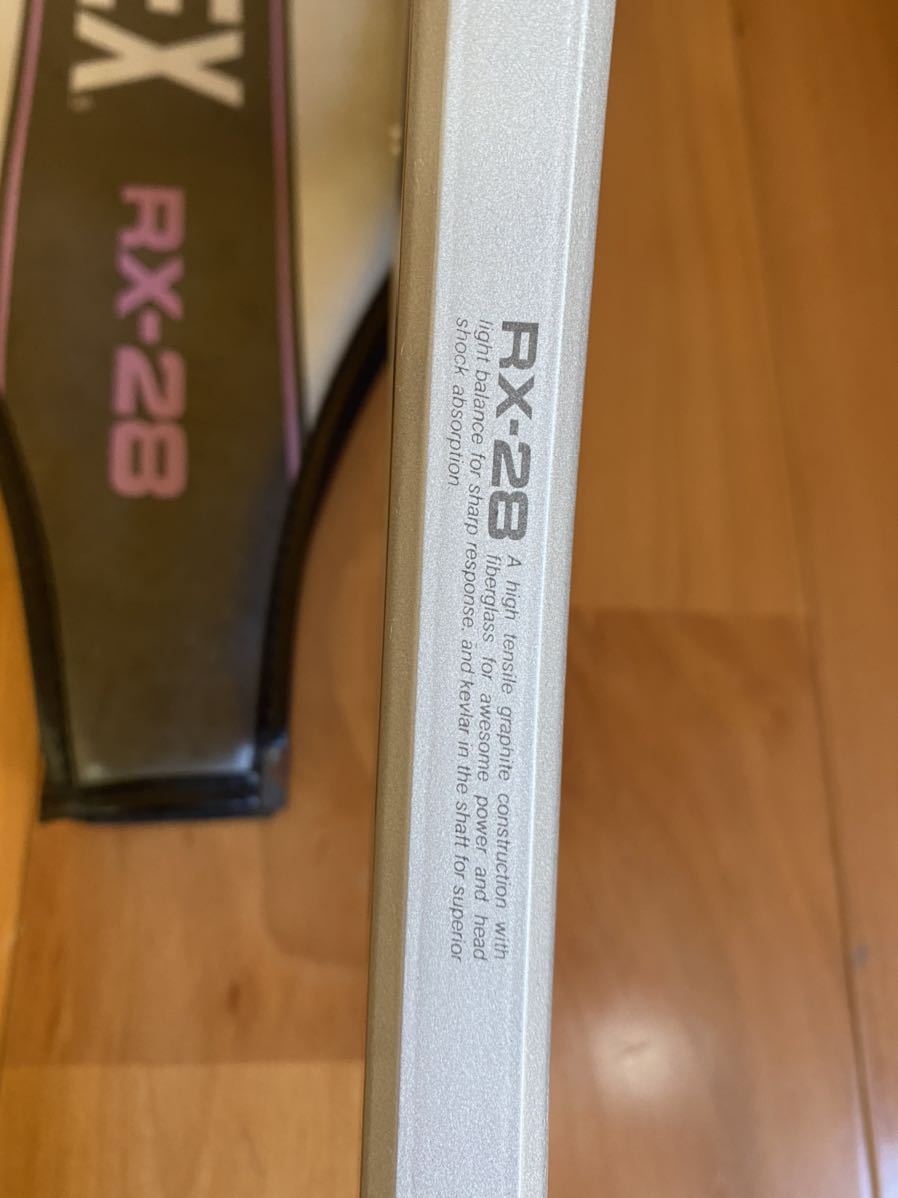 EX
RX-28
RX-28 A high tensile graphite construction with
fiberglass for awesome power and head
light balance for sharp response, and kevlar in the shaft for superior
shock absorption.